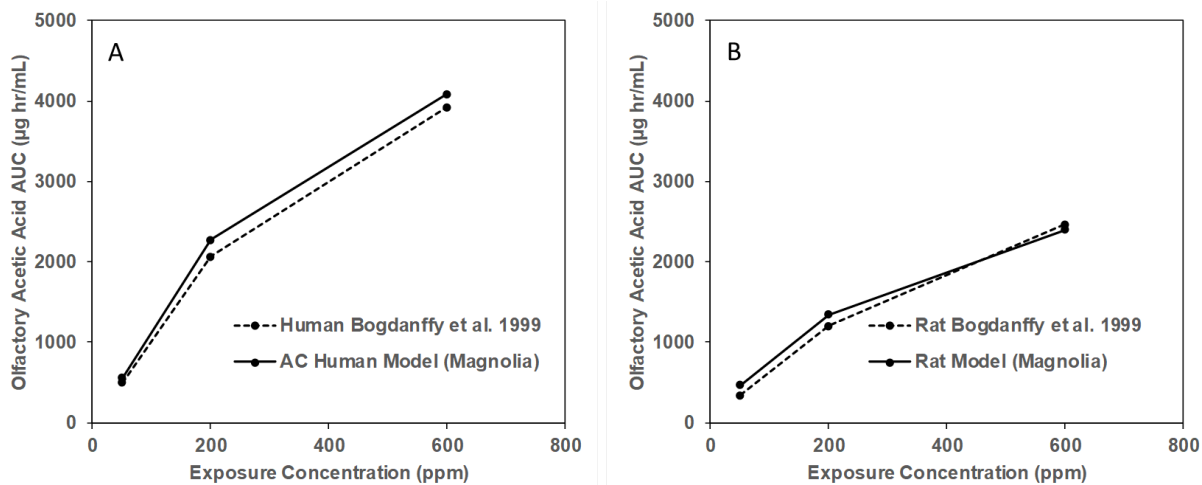 A
Olfactory Acetic Acid AUC (µg hr/mL)
5000
4000
3000
2000
1000
0
Human Bogdanffy et al. 1999
AC Human Model (Magnolia)
0 200 400 600 800
Exposure Concentration (ppm)
B
Olfactory Acetic Acid AUC (µg hr/mL)
5000
4000
3000
2000
1000
0
Rat Bogdanffy et al. 1999
Rat Model (Magnolia)
0 200 400 600 800
Exposure Concentration (ppm)